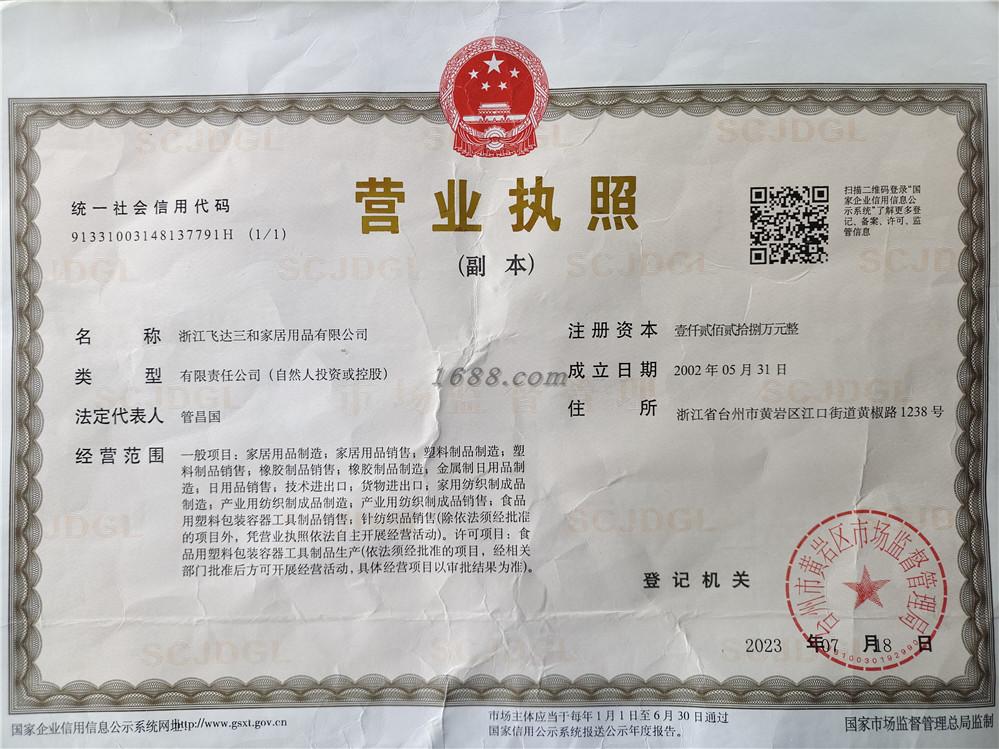 统一社会信用代码
91331003148137791H (1/1)
营业执照
(副 本)
扫描二维码登录“国
家企业信用信息公
示系统”了解更多登
记、备案、许可、监
管信息
名 称 浙江飞达三和家居用品有限公司
类 型 有限责任公司（自然人投资或控股）
法定代表人 管昌国
经营范围 一般项目：家居用品制造；家居用品销售；塑料制品制造；塑
料制品销售；橡胶制品销售；橡胶制品制造；金属制日用品制
造；日用品销售；技术进出口；货物进出口；家用纺织制成品
制造；产业用纺织制成品制造；产业用纺织制成品销售；食品
用塑料包装容器工具制品销售；针纺织品销售(除依法须经批准
的项目外，凭营业执照依法自主开展经营活动)。许可项目：食
品用塑料包装容器工具制品生产(依法须经批准的项目，经相关
部门批准后方可开展经营活动，具体经营项目以审批结果为准)。
注册资本 壹仟贰佰贰拾捌万元整
成立日期 2002 年 05 月 31 日
住 所 浙江省台州市黄岩区江口街道黄椒路 1238 号
1688.com
登记机关
台州市黄岩区市场监督管理局
2023 年 07 月 18 日
国家企业信用信息公示系统网址：http://www.gsxt.gov.cn
市场主体应当于每年 1 月 1 日至 6 月 30 日通过
国家信用公示系统报送公示年度报告。
国家市场监督管理总局监制